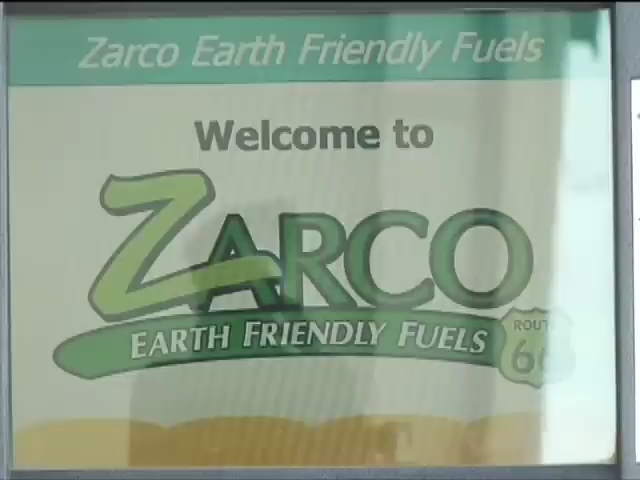 Zarco Earth Friendly Fuels
Welcome to
ZARCO
EARTH FRIENDLY FUELS
ROUTE
66